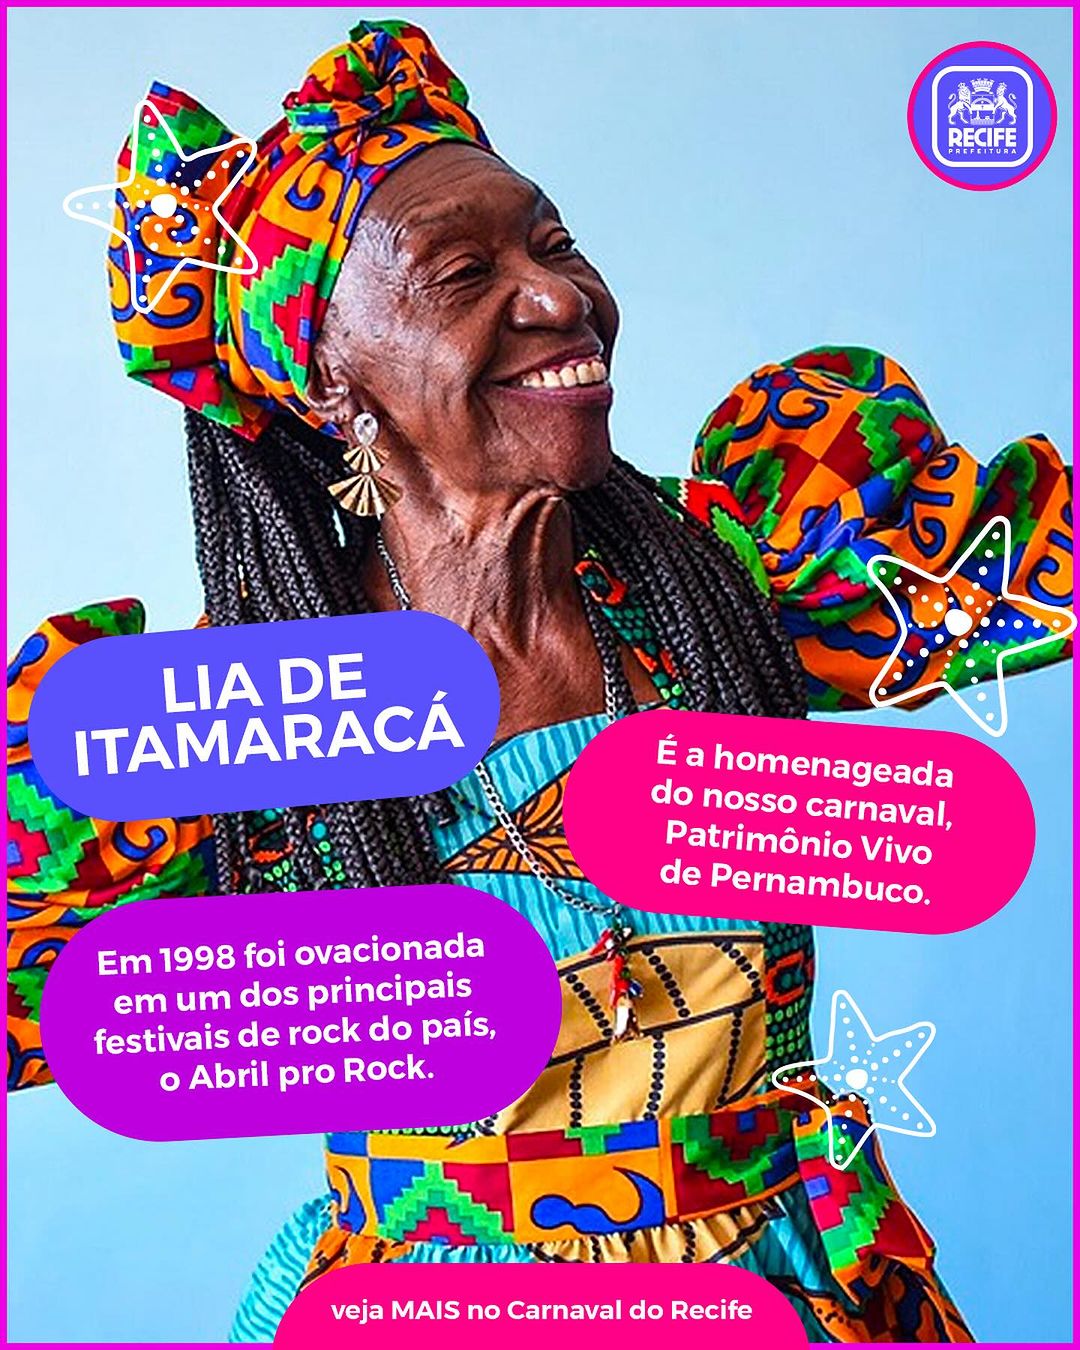 RECIFE
PREFEITURA
LIA DE
ITAMARACÁ
É a homenageada
do nosso carnaval,
Patrimônio Vivo
de Pernambuco.
Em 1998 foi ovacionada
em um dos principais
festivais de rock do país,
o Abril pro Rock.
veja MAIS no Carnaval do Recife